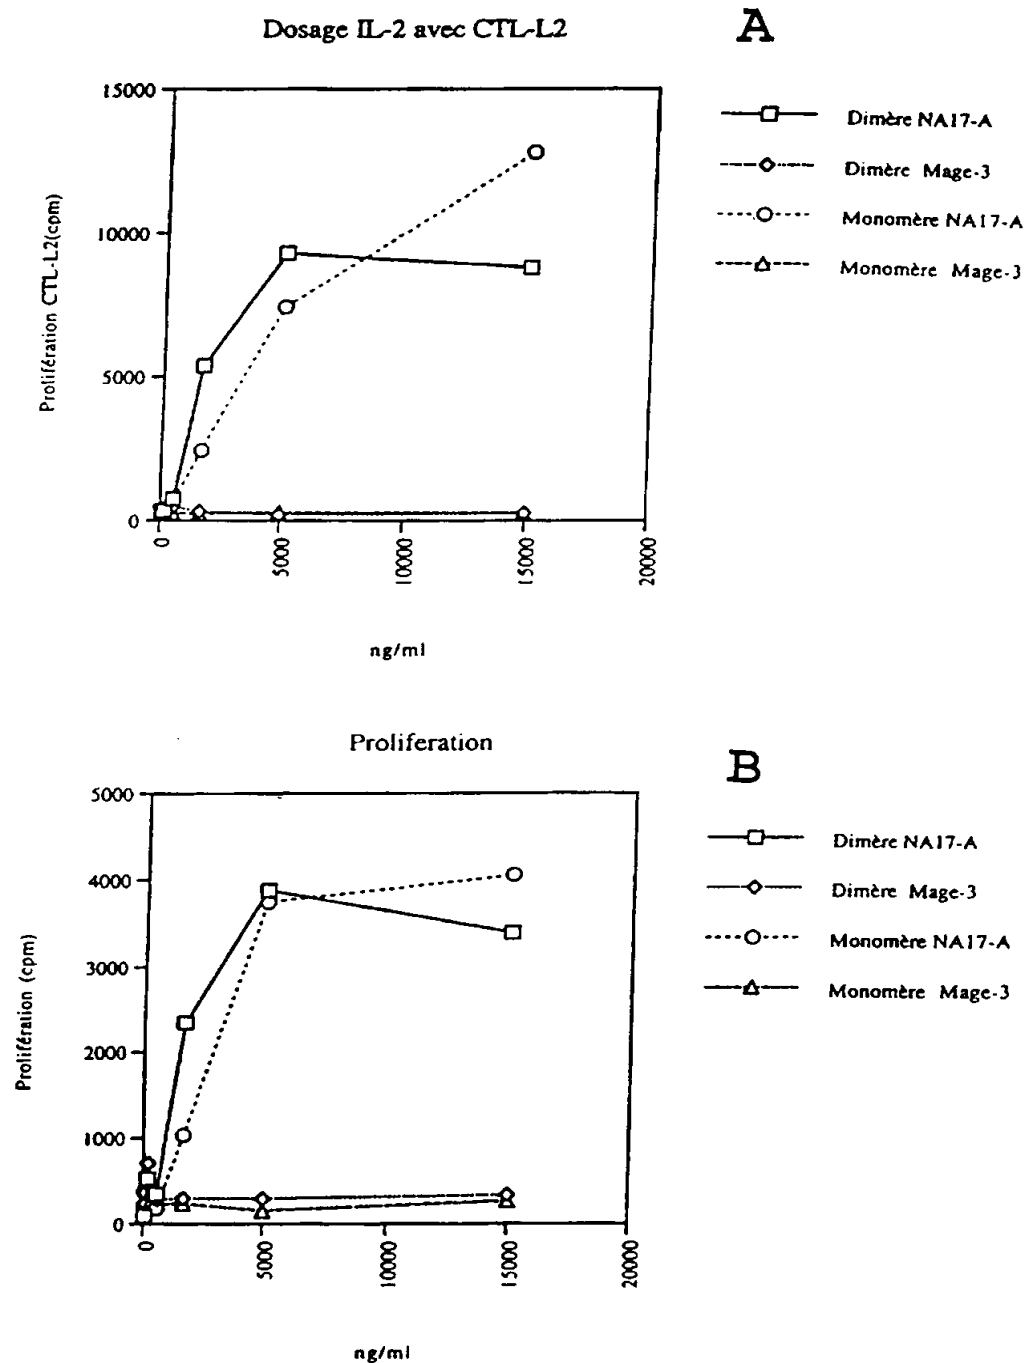 Dosage IL-2 avec CTL-L2
A
15000
10000
5000
0
Prolifération CTL-L2(cpm)
0
5000
10000
15000
20000
ng/ml
Dimère NA17-A
Dimère Mage-3
Monomère NA17-A
Monomère Mage-3
Proliferation
B
5000
4000
3000
2000
1000
0
Prolifération (cpm)
0
5000
10000
15000
20000
ng/ml
Dimère NA17-A
Dimère Mage-3
Monomère NA17-A
Monomère Mage-3